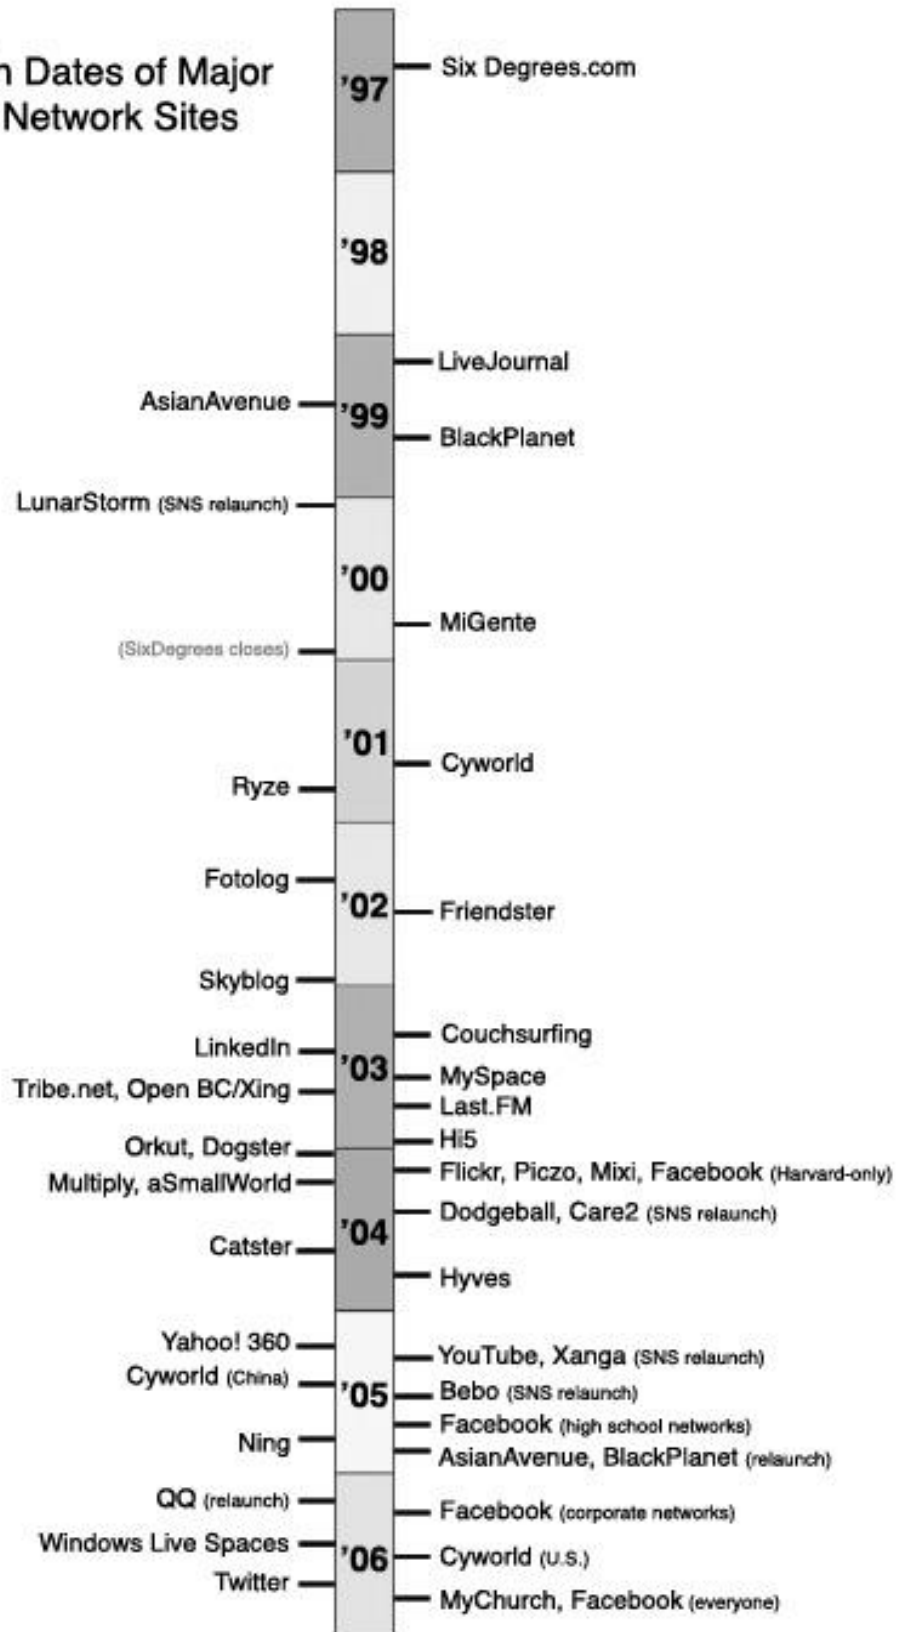 n Dates of Major
Network Sites
'97
Six Degrees.com
'98
LiveJournal
AsianAvenue
'99
BlackPlanet
LunarStorm (SNS relaunch)
'00
MiGente
(SixDegrees closes)
'01
Cyworld
Ryze
Fotolog
'02
Friendster
Skyblog
Couchsurfing
LinkedIn
'03
MySpace
Tribe.net, Open BC/Xing
Last.FM
Hi5
Orkut, Dogster
Flickr, Piczo, Mixi, Facebook (Harvard-only)
Multiply, aSmallWorld
Dodgeball, Care2 (SNS relaunch)
'04
Catster
Hyves
Yahoo! 360
YouTube, Xanga (SNS relaunch)
Cyworld (China)
'05
Bebo (SNS relaunch)
Facebook (high school networks)
Ning
AsianAvenue, BlackPlanet (relaunch)
QQ (relaunch)
Facebook (corporate networks)
Windows Live Spaces
'06
Cyworld (U.S.)
Twitter
MyChurch, Facebook (everyone)